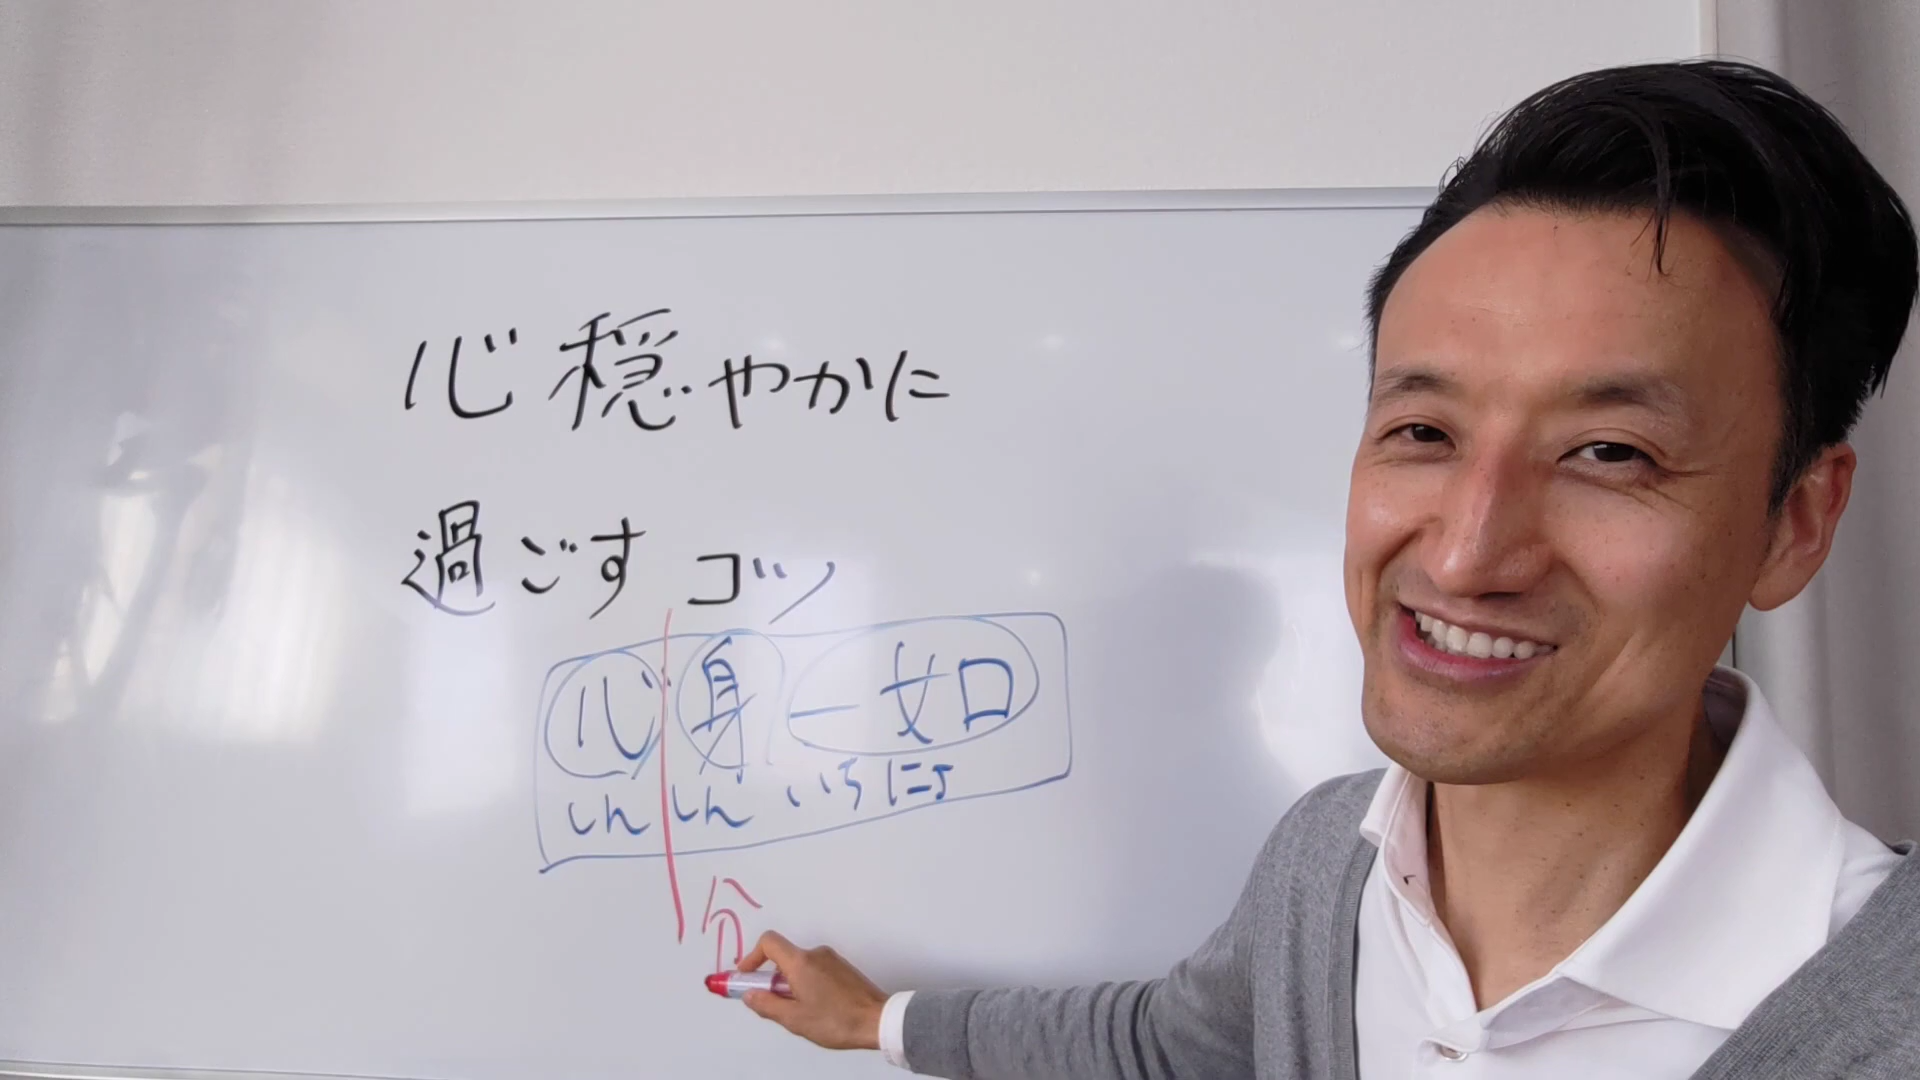 心穏やかに
過ごすコツ
心身一如
しんしんいちにょ
分